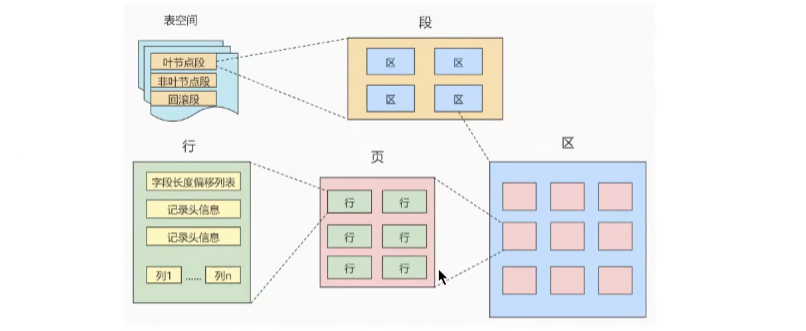 表空间
叶节点段
非叶节点段
回滚段
段
区 区
区 区
行
字段长度偏移列表
记录头信息
记录头信息
列1 ...... 列n
页
行 行
行 行
行 行
区